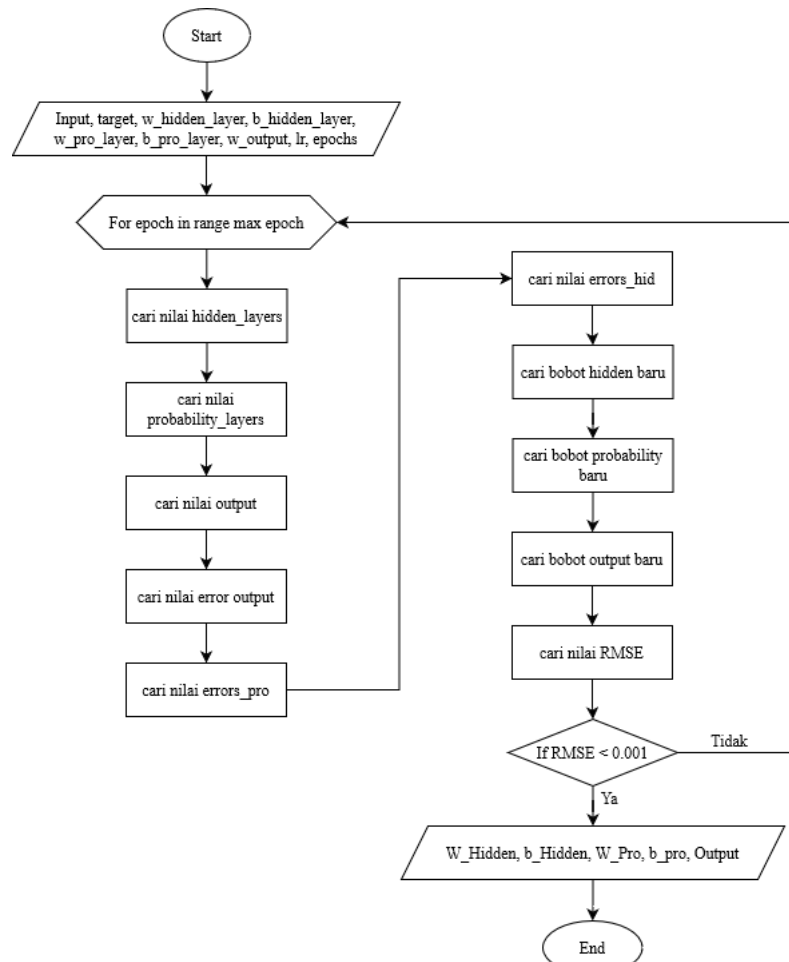 Start
Input, target, w_hidden_layer, b_hidden_layer,
w_pro_layer, b_pro_layer, w_output, lr, epochs
For epoch in range max epoch
cari nilai hidden_layers
cari nilai
probability_layers
cari nilai output
cari nilai error output
cari nilai errors_pro
cari nilai errors_hid
cari bobot hidden baru
cari bobot probability
baru
cari bobot output baru
cari nilai RMSE
If RMSE < 0.001
Tidak
Ya
W_Hidden, b_Hidden, W_Pro, b_pro, Output
End